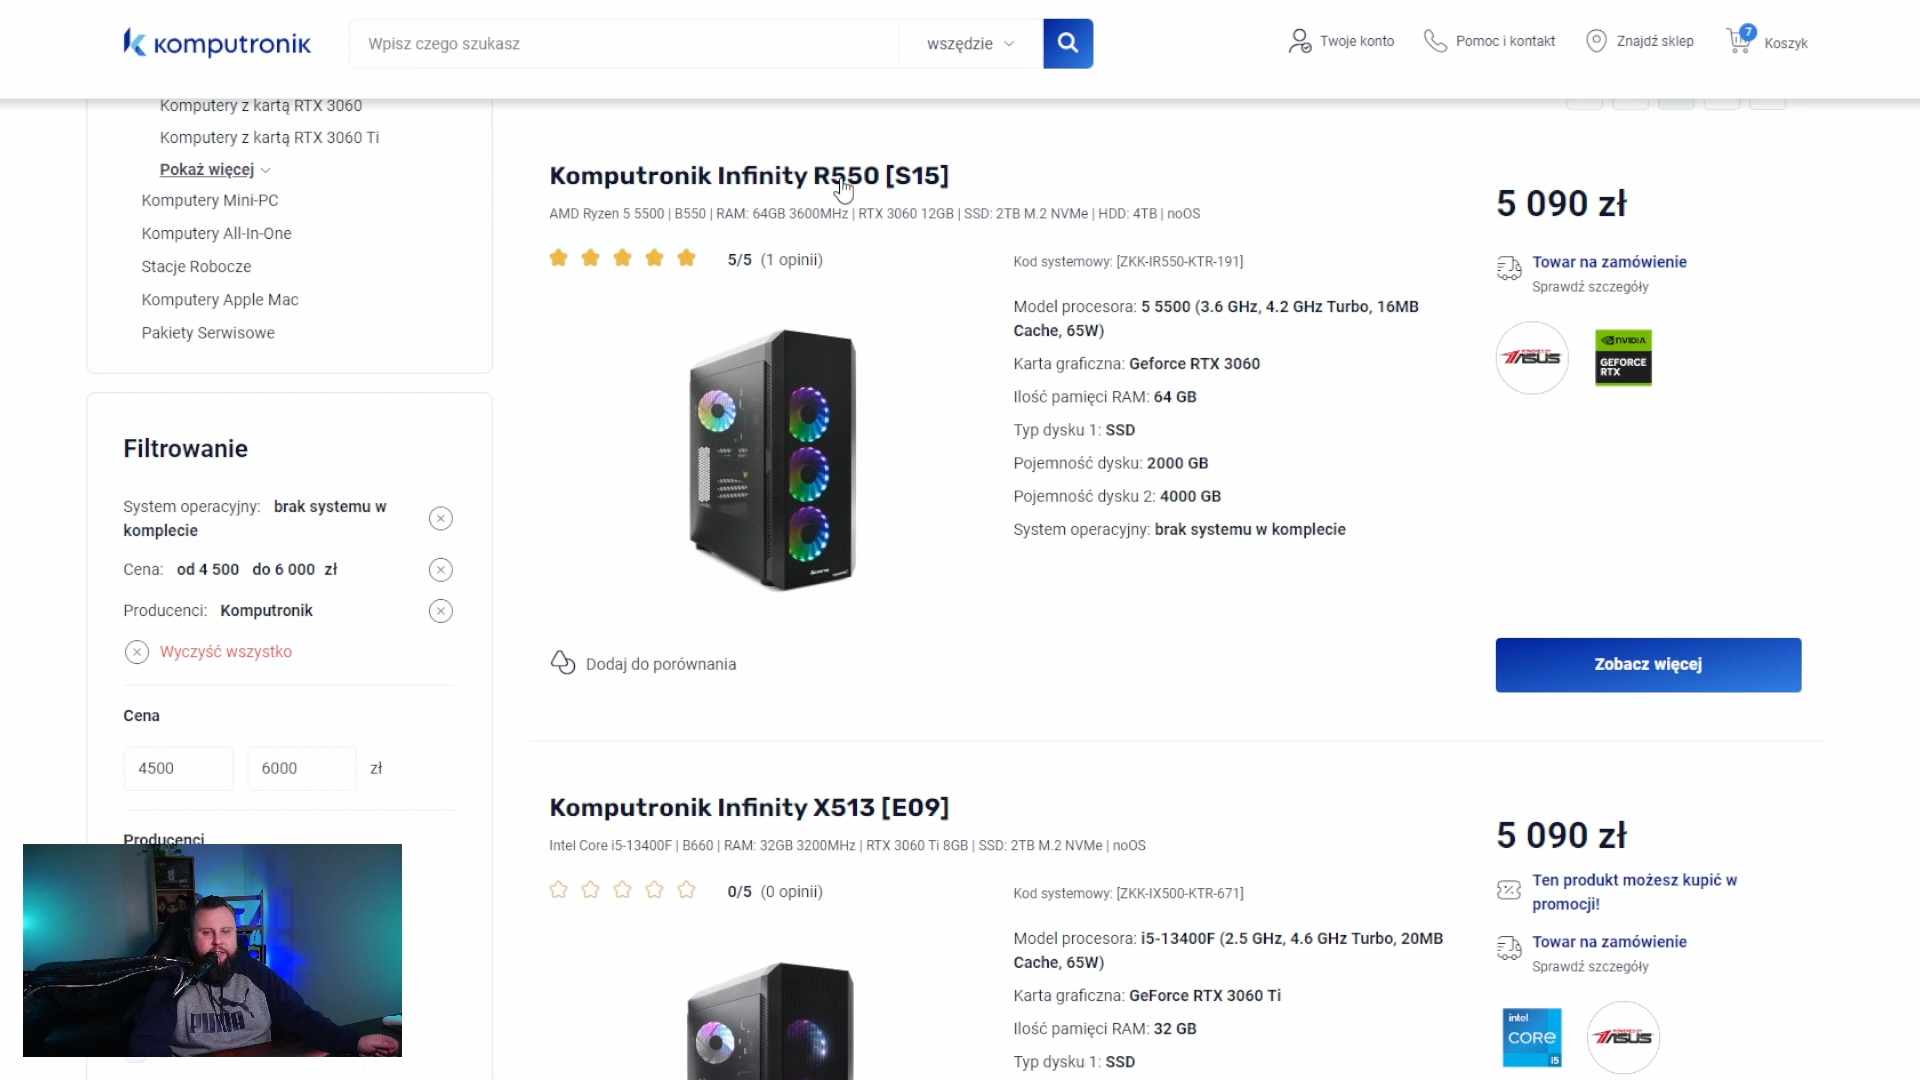 komputronik
Wpisz czego szukasz
wszędzie
Twoje konto
Pomoc i kontakt
Znajdź sklep
7
Koszyk
Komputery z kartą RTX 3060
Komputery z kartą RTX 3060 Ti
Pokaż więcej
Komputery Mini-PC
Komputery All-In-One
Stacje Robocze
Komputery Apple Mac
Pakiety Serwisowe
Filtrowanie
System operacyjny: brak systemu w
komplecie
Cena: od 4 500 do 6 000 zł
Producenci: Komputronik
Wyczyść wszystko
Cena
4500
6000
zł
Producenci
PUMA
Komputronik Infinity R550 [S15]
AMD Ryzen 5 5500 | B550 | RAM: 64GB 3600MHz | RTX 3060 12GB | SSD: 2TB M.2 NVMe | HDD: 4TB | noOS
5/5 (1 opinii)
Kod systemowy: [ZKK-IR550-KTR-191]
Model procesora: 5 5500 (3.6 GHz, 4.2 GHz Turbo, 16MB
Cache, 65W)
Karta graficzna: Geforce RTX 3060
Ilość pamięci RAM: 64 GB
Typ dysku 1: SSD
Pojemność dysku: 2000 GB
Pojemność dysku 2: 4000 GB
System operacyjny: brak systemu w komplecie
5 090 zł
Towar na zamówienie
Sprawdź szczegóły
POWERED BY
ASUS
NVIDIA
GEFORCE
RTX
Dodaj do porównania
Zobacz więcej
Komputronik Infinity X513 [E09]
Intel Core i5-13400F | B660 | RAM: 32GB 3200MHz | RTX 3060 Ti 8GB | SSD: 2TB M.2 NVMe | noOS
0/5 (0 opinii)
Kod systemowy: [ZKK-IX500-KTR-671]
Model procesora: i5-13400F (2.5 GHz, 4.6 GHz Turbo, 20MB
Cache, 65W)
Karta graficzna: GeForce RTX 3060 Ti
Ilość pamięci RAM: 32 GB
Typ dysku 1: SSD
5 090 zł
Ten produkt możesz kupić w
promocji!
Towar na zamówienie
Sprawdź szczegóły
intel
CORE
i5
POWERED BY
ASUS